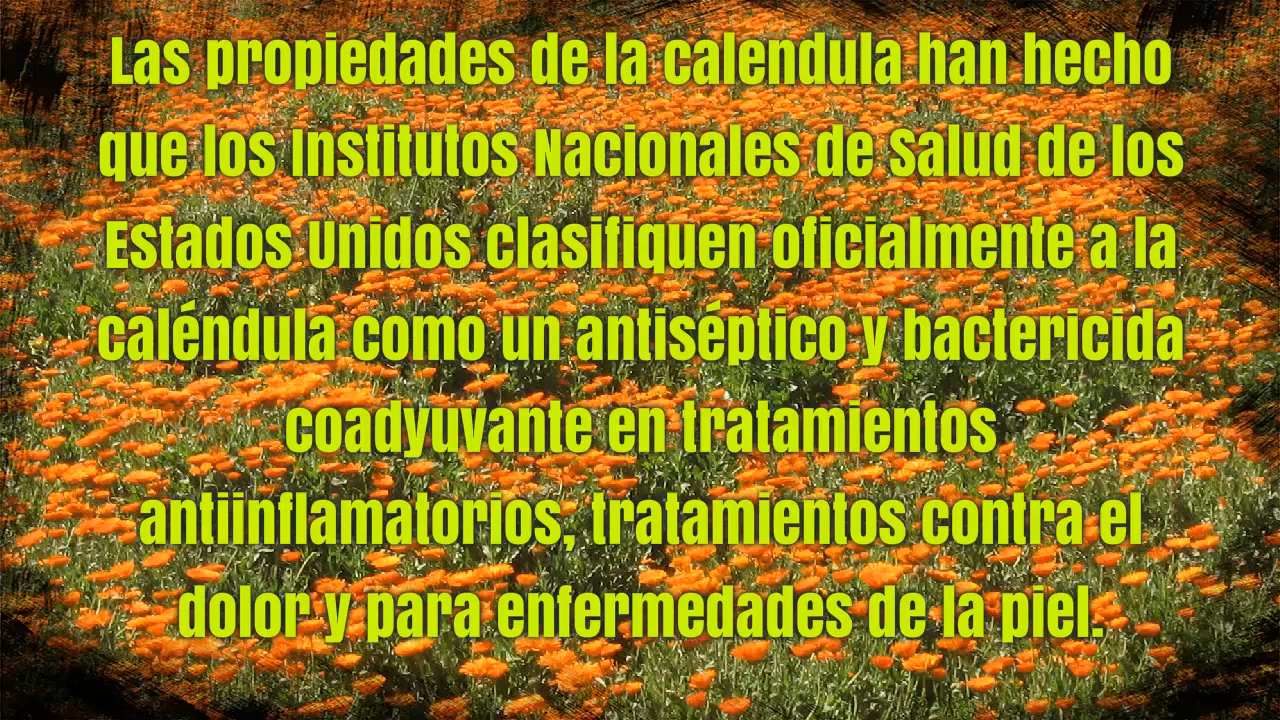 Las propiedades de la calendula han hecho
que los Institutos Nacionales de Salud de los
Estados Unidos clasifiquen oficialmente a la
caléndula como un antiséptico y bactericida
coadyuvante en tratamientos
antiinflamatorios, tratamientos contra el
dolor y para enfermedades de la piel.